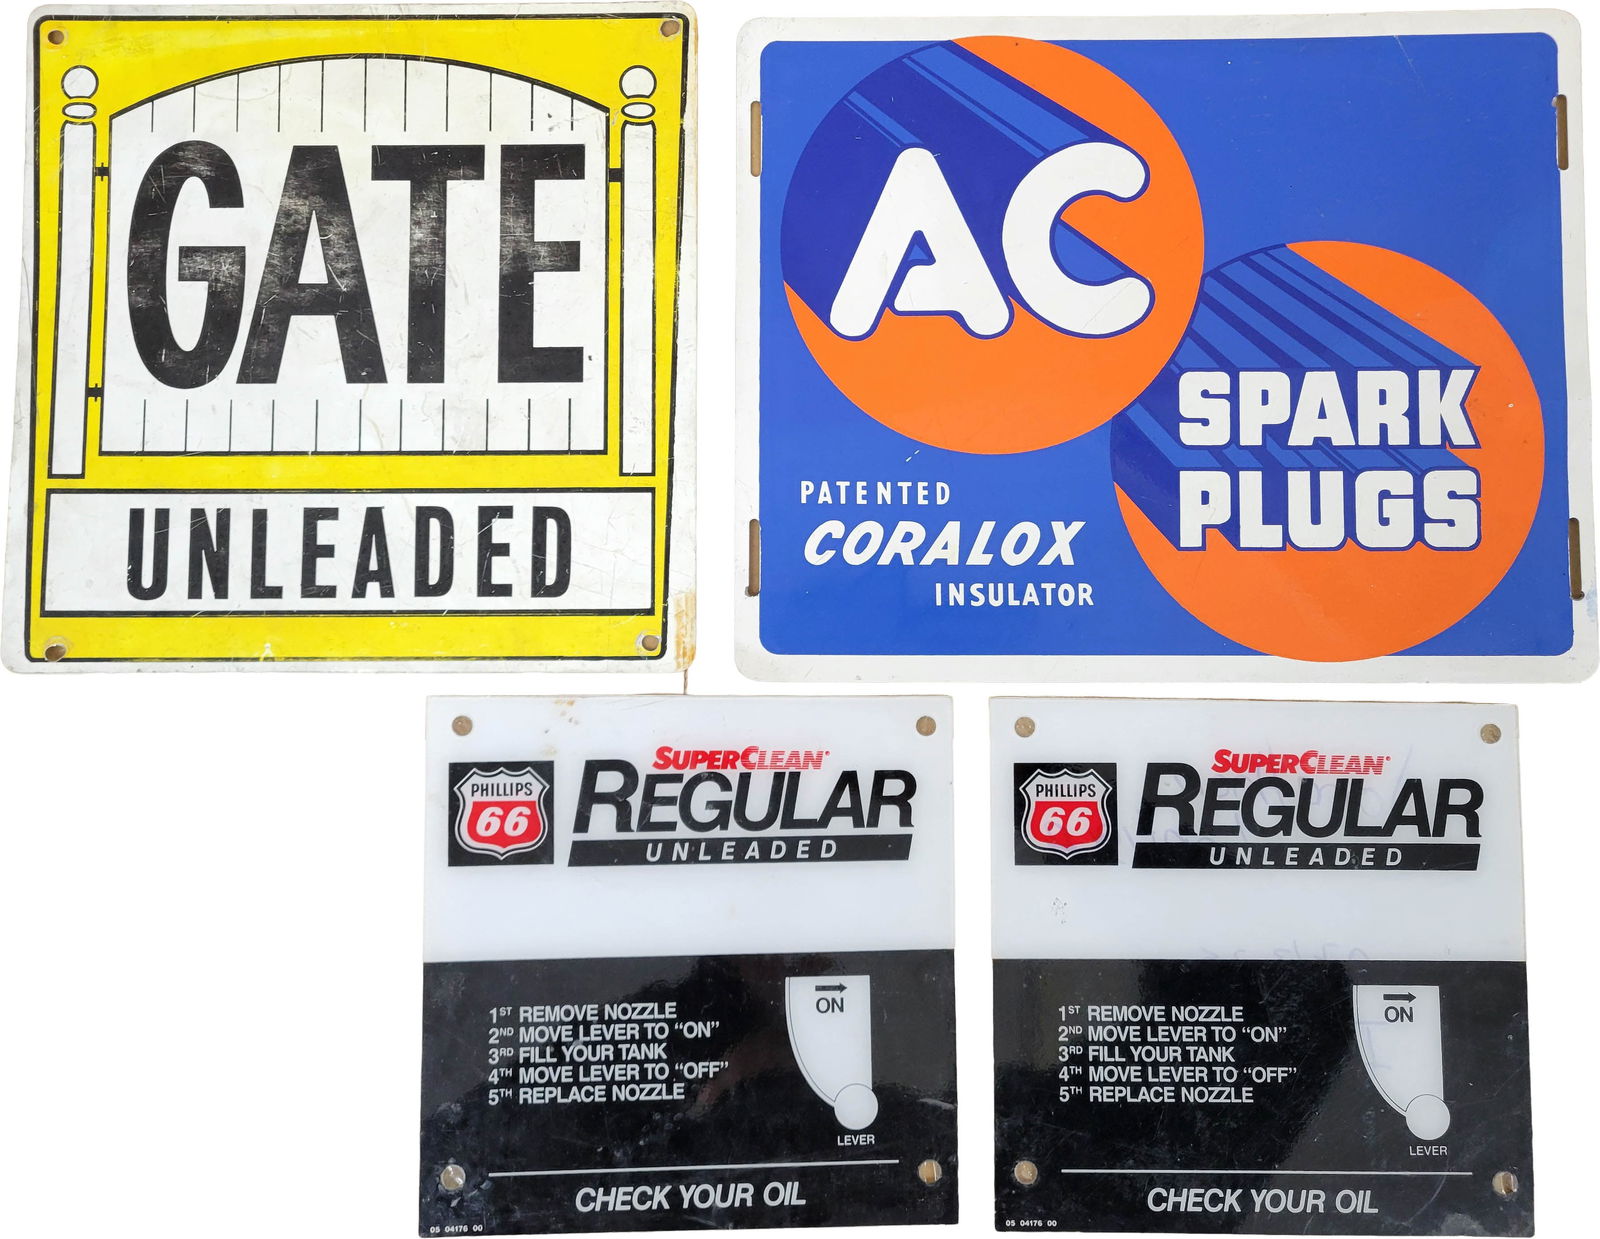 GATE
UNLEADED
AC
SPARK
PLUGS
PATENTED
CORALOX
INSULATOR
SUPERCLEAN®
PHILLIPS
66
REGULAR
UNLEADED
1ST REMOVE NOZZLE
2ND MOVE LEVER TO “ON”
3RD FILL YOUR TANK
4TH MOVE LEVER TO “OFF”
5TH REPLACE NOZZLE
ON
LEVER
CHECK YOUR OIL
05 04176 00
SUPERCLEAN®
PHILLIPS
66
REGULAR
UNLEADED
1ST REMOVE NOZZLE
2ND MOVE LEVER TO “ON”
3RD FILL YOUR TANK
4TH MOVE LEVER TO “OFF”
5TH REPLACE NOZZLE
ON
LEVER
CHECK YOUR OIL
05 04176 00